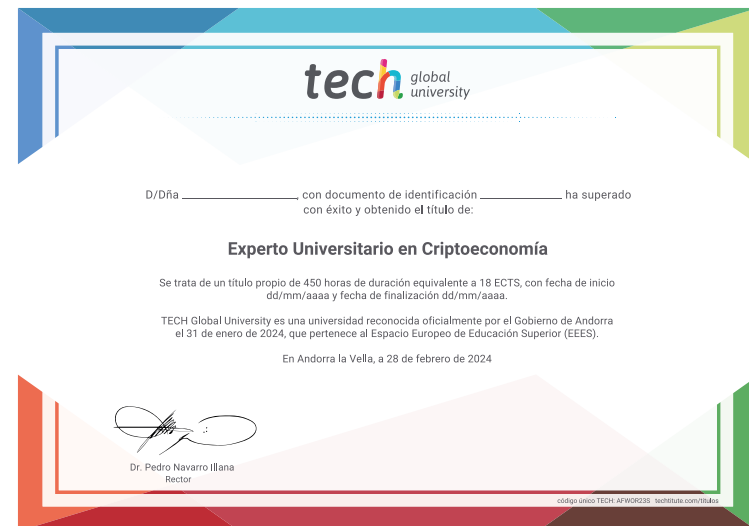 tech global university
D/Dña ______________________, con documento de identificación ________________ ha superado
con éxito y obtenido el título de:
Experto Universitario en Criptoeconomía
Se trata de un título propio de 450 horas de duración equivalente a 18 ECTS, con fecha de inicio
dd/mm/aaaa y fecha de finalización dd/mm/aaaa.
TECH Global University es una universidad reconocida oficialmente por el Gobierno de Andorra
el 31 de enero de 2024, que pertenece al Espacio Europeo de Educación Superior (EEES).
En Andorra la Vella, a 28 de febrero de 2024
Dr. Pedro Navarro Illana
Rector
código único TECH: AFWOR23S techtitute.com/titulos